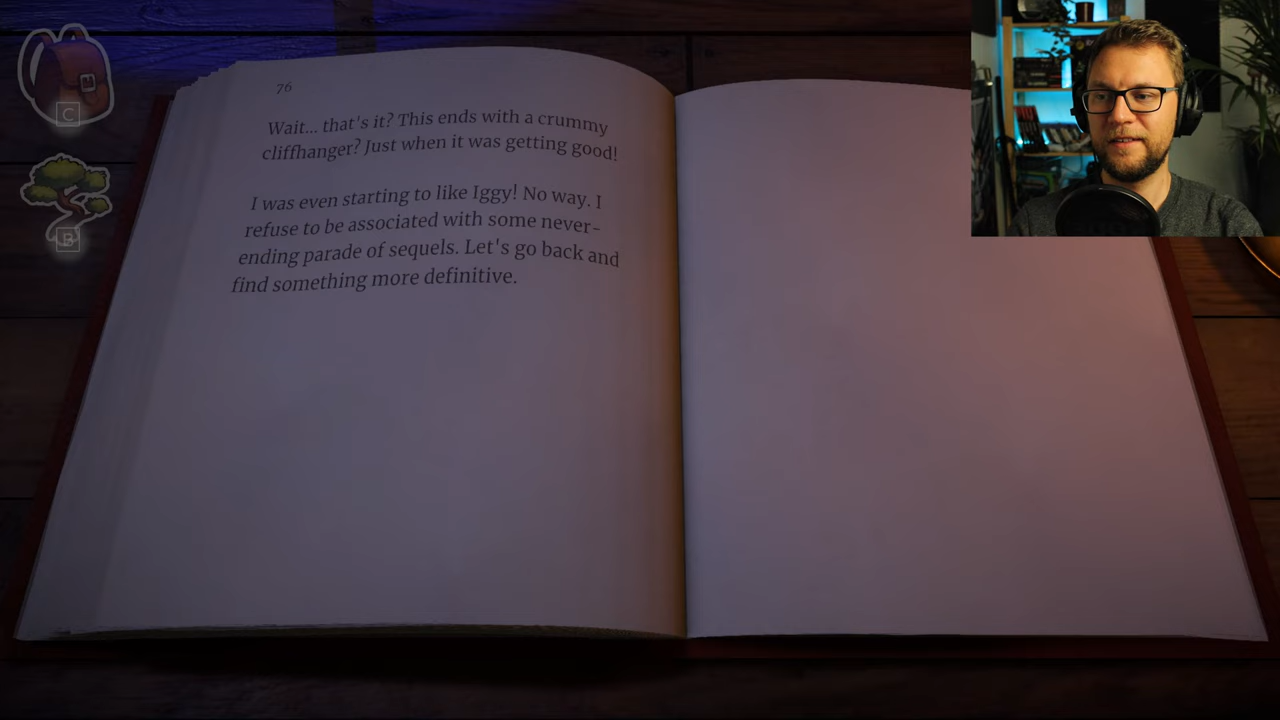 76
Wait... that's it? This ends with a crummy
cliffhanger? Just when it was getting good!
I was even starting to like Iggy! No way. I
refuse to be associated with some never-
ending parade of sequels. Let's go back and
find something more definitive.
C
B